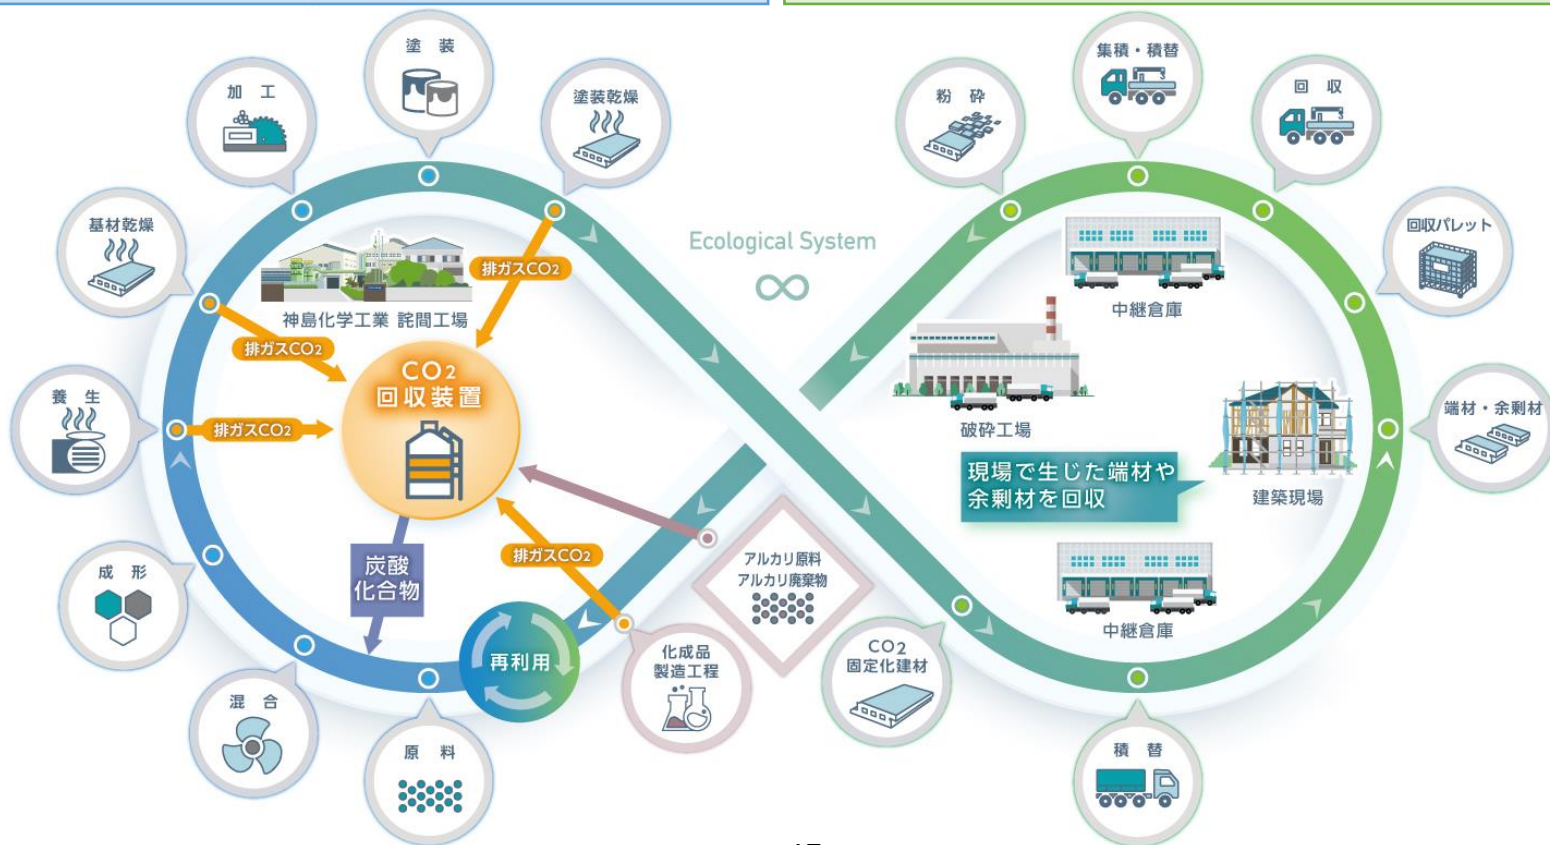 塗　装
加　工
塗装乾燥
基材乾燥
排ガスCO2
神島化学工業 詫間工場
排ガスCO2
CO2
回収装置
養　生
排ガスCO2
排ガスCO2
炭酸
化合物
成　形
混　合
原　料
再利用
化成品
製造工程
アルカリ原料
アルカリ廃棄物
Ecological System
∞
集積・積替
回　収
粉　砕
回収パレット
中継倉庫
破砕工場
端材・余剰材
現場で生じた端材や
余剰材を回収
建築現場
中継倉庫
CO2
固定化建材
積　替